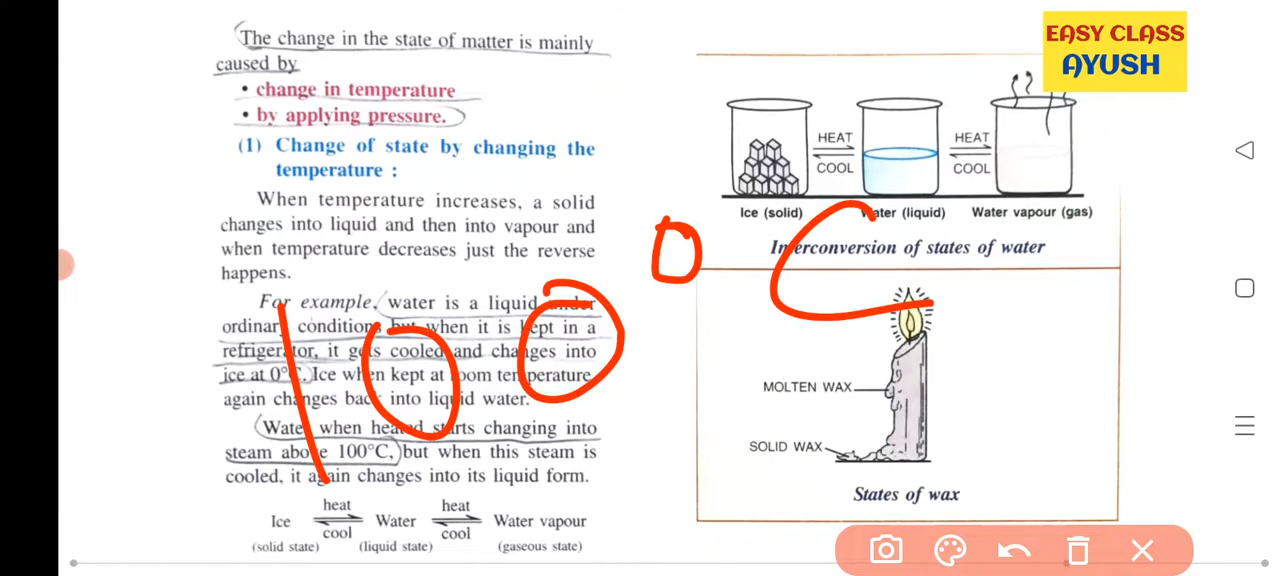 The change in the state of matter is mainly
caused by
• change in temperature
• by applying pressure.
(1) Change of state by changing the
temperature :
When temperature increases, a solid
changes into liquid and then into vapour and
when temperature decreases just the reverse
happens.
For example, water is a liquid under
ordinary conditions but when it is kept in a
refrigerator, it gets cooled and changes into
ice at 0°C. Ice when kept at room temperature
again changes back into liquid water.
Water when heated starts changing into
steam above 100°C, but when this steam is
cooled, it again changes into its liquid form.
heat heat
Ice Water Water vapour
cool cool
(solid state) (liquid state) (gaseous state)
EASY CLASS
AYUSH
HEAT HEAT
COOL COOL
Ice (solid) Water (liquid) Water vapour (gas)
Interconversion of states of water
100°
MOLTEN WAX
SOLID WAX
States of wax